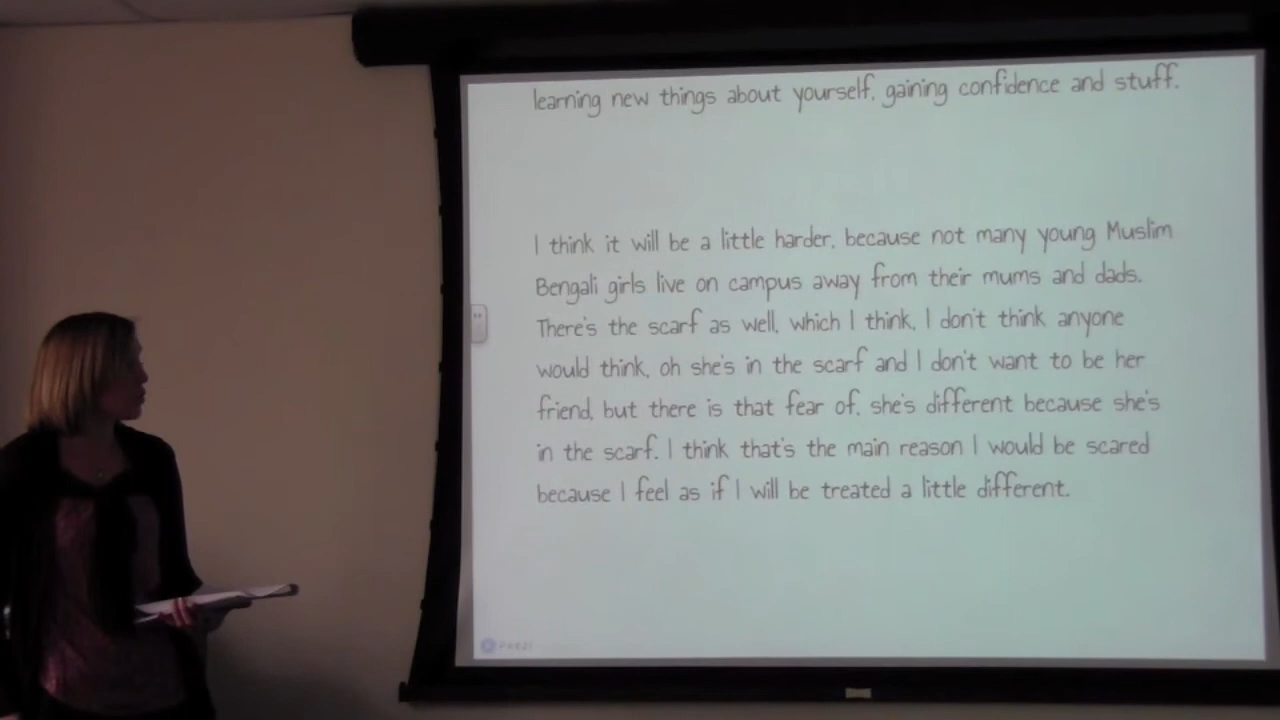 learning new things about yourself, gaining confidence and stuff.
I think it will be a little harder, because not many young Muslim
Bengali girls live on campus away from their mums and dads.
There's the scarf as well, which I think, I don't think anyone
would think, oh she's in the scarf and I don't want to be her
friend, but there is that fear of, she's different because she's
in the scarf. I think that's the main reason I would be scared
because I feel as if I will be treated a little different.
Prezi